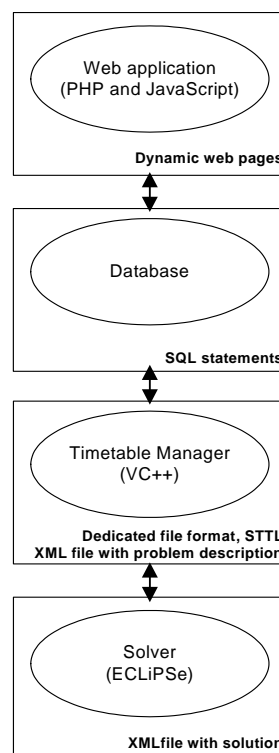 Web application
(PHP and JavaScript)
Dynamic web pages
Database
SQL statements
Timetable Manager
(VC++)
Dedicated file format, STTL
XML file with problem description
Solver
(ECLiPSe)
XMLfile with solution